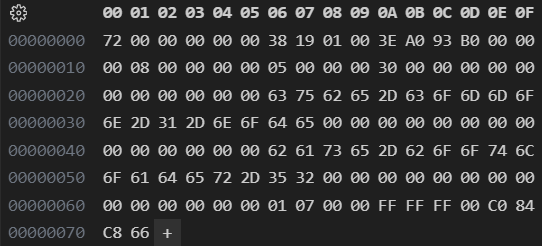 00 01 02 03 04 05 06 07 08 09 0A 0B 0C 0D 0E 0F
00000000 72 00 00 00 00 00 38 19 01 00 3E A0 93 B0 00 00
00000010 00 08 00 00 00 00 05 00 00 00 30 00 00 00 00 00
00000020 00 00 00 00 00 00 63 75 62 65 2D 63 6F 6D 6D 6F
00000030 6E 2D 31 2D 6E 6F 64 65 00 00 00 00 00 00 00 00
00000040 00 00 00 00 00 00 62 61 73 65 2D 62 6F 6F 74 6C
00000050 6F 61 64 65 72 2D 35 32 00 00 00 00 00 00 00 00
00000060 00 00 00 00 00 00 01 07 00 00 FF FF FF 00 C0 84
00000070 C8 66 +